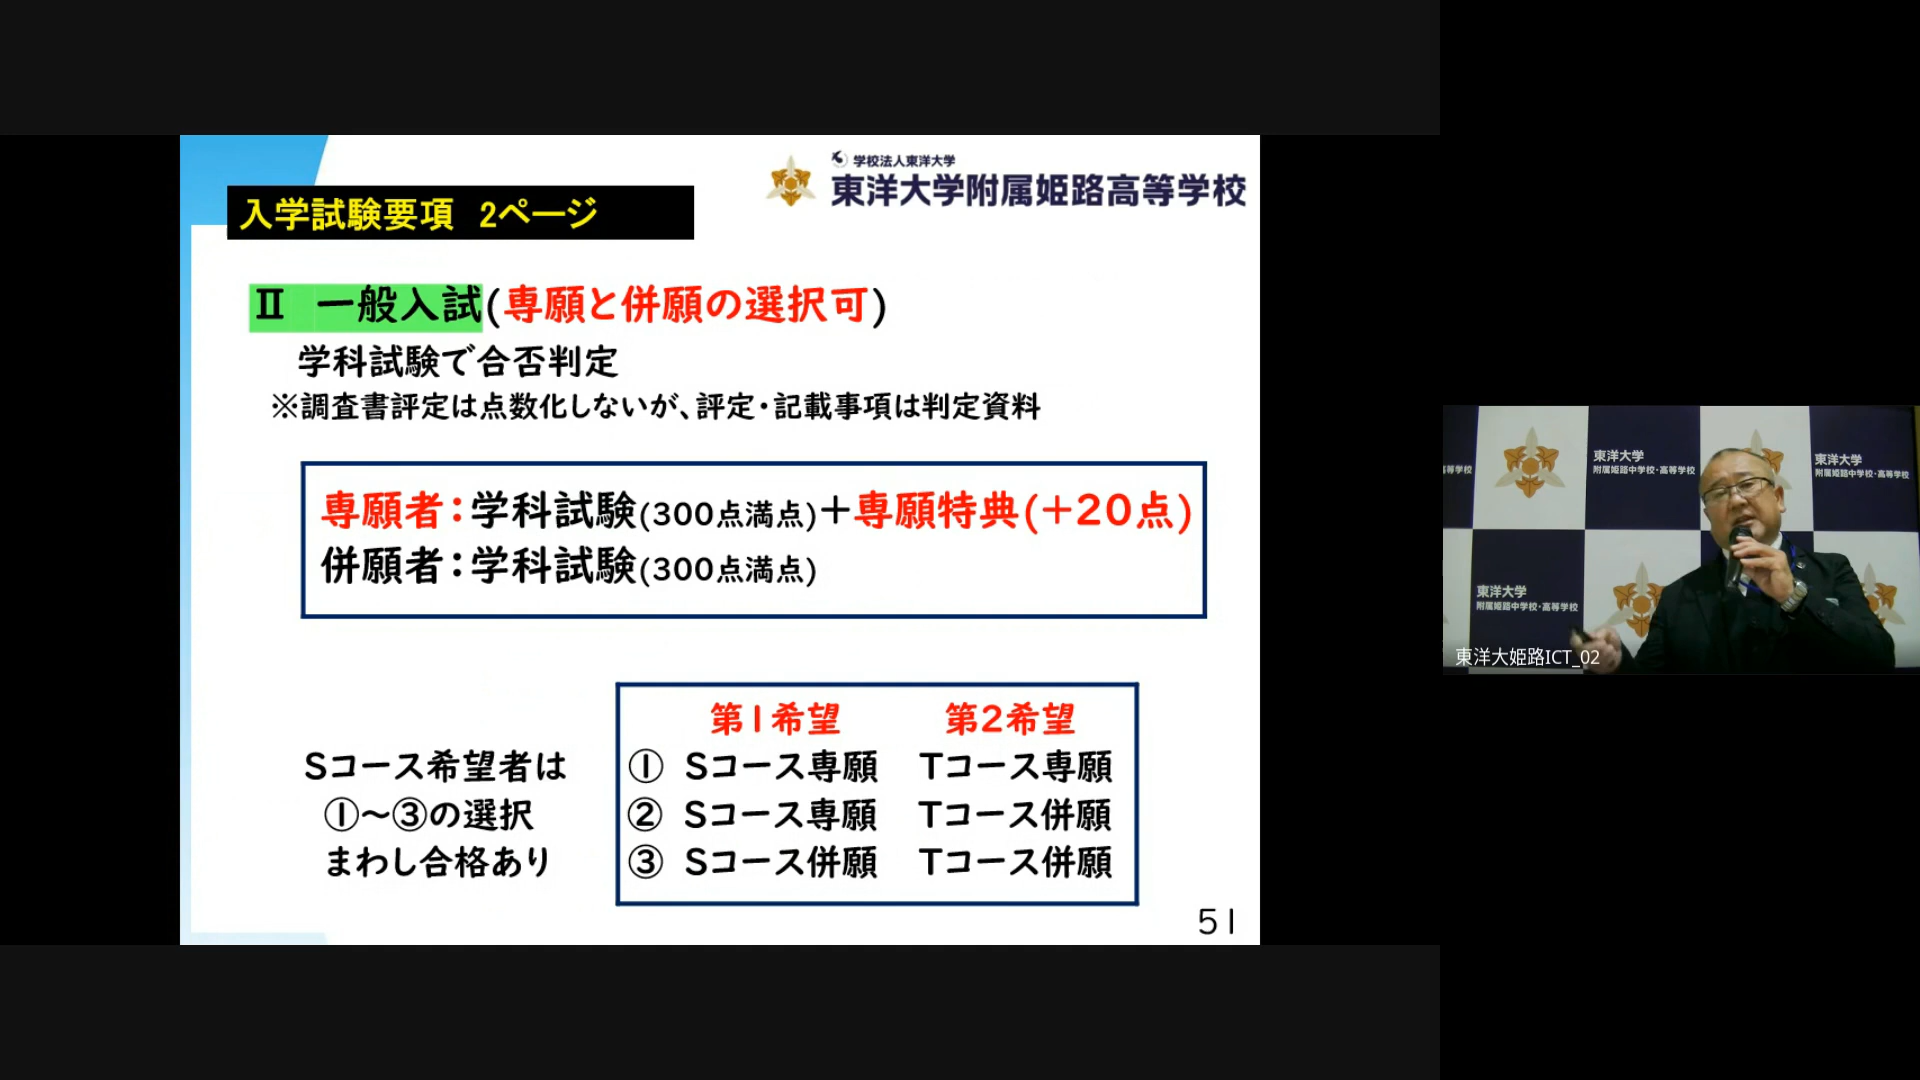 学校法人東洋大学
東洋大学附属姫路高等学校
入学試験要項 2ページ
Ⅱ 一般入試(専願と併願の選択可)
学科試験で合否判定
※調査書評定は点数化しないが、評定・記載事項は判定資料
専願者:学科試験(300点満点)+専願特典(+20点)
併願者:学科試験(300点満点)
Sコース希望者は
①~③の選択
まわし合格あり
第1希望 第2希望
① Sコース専願 Tコース専願
② Sコース専願 Tコース併願
③ Sコース併願 Tコース併願
51
等学校
東洋大学
附属姫路中学校・高等学校
東洋大学
附属姫路中学校・高等学校
東洋大学
附属姫路中学校・高等学校
東洋大姫路ICT_02